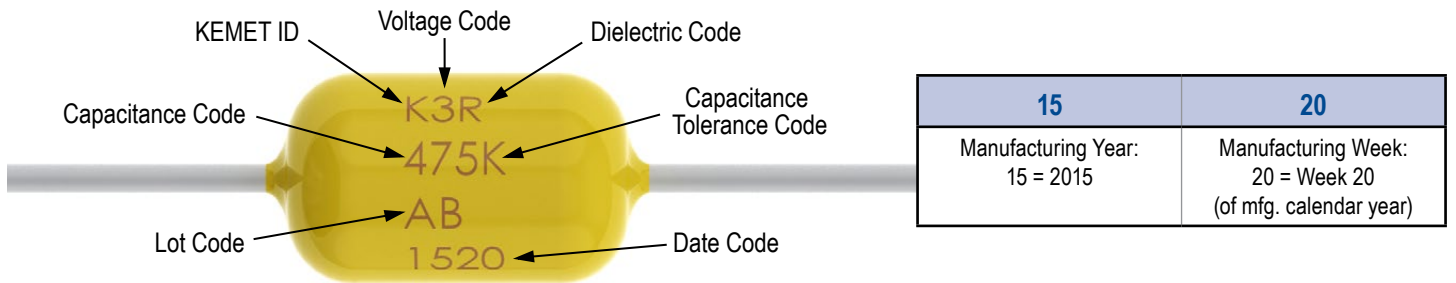 KEMET ID
Voltage Code
Dielectric Code
Capacitance Code
Capacitance
Tolerance Code
K3R
475K
AB
1520
Lot Code
Date Code
15
20
Manufacturing Year:
15 = 2015
Manufacturing Week:
20 = Week 20
(of mfg. calendar year)